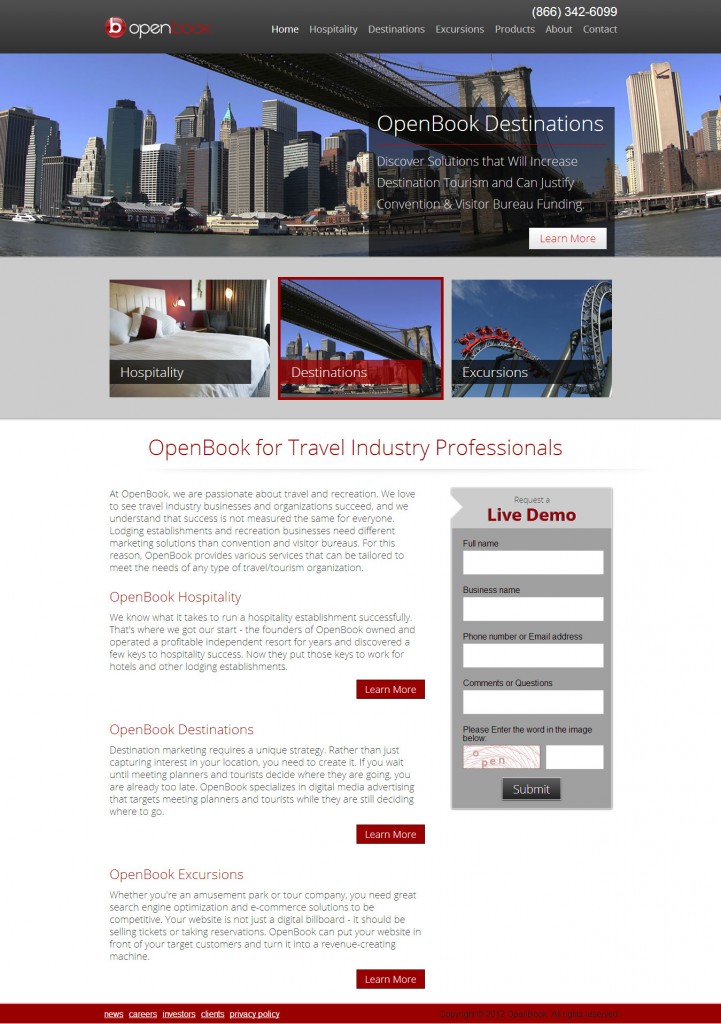 (866) 342-6099
openbook
Home Hospitality Destinations Excursions Products About Contact
OpenBook Destinations
Discover Solutions that Will Increase
Destination Tourism and Can Justify
Convention & Visitor Bureau Funding.
Learn More
Hospitality
Destinations
Excursions
OpenBook for Travel Industry Professionals
At OpenBook, we are passionate about travel and recreation. We love
to see travel industry businesses and organizations succeed, and we
understand that success is not measured the same for everyone.
Lodging establishments and recreation businesses need different
marketing solutions than convention and visitor bureaus. For this
reason, OpenBook provides various services that can be tailored to
meet the needs of any type of travel/tourism organization.
OpenBook Hospitality
We know what it takes to run a hospitality establishment successfully.
That's where we got our start - the founders of OpenBook owned and
operated a profitable independent resort for years and discovered a
few keys to hospitality success. Now they put those keys to work for
hotels and other lodging establishments.
Learn More
OpenBook Destinations
Destination marketing requires a unique strategy. Rather than just
capturing interest in your location, you need to create it. If you wait
until meeting planners and tourists decide where they are going, you
are already too late. OpenBook specializes in digital media advertising
that targets meeting planners and tourists while they are still deciding
where to go.
Learn More
OpenBook Excursions
Whether you're an amusement park or tour company, you need great
search engine optimization and e-commerce solutions to be
competitive. Your website is not just a digital billboard - it should be
selling tickets or taking reservations. OpenBook can put your website in
front of your target customers and turn it into a revenue-creating
machine.
Learn More
Request a
Live Demo
Full name
Business name
Phone number or Email address
Comments or Questions
Please Enter the word in the image
below:
open
Submit
news careers investors clients privacy policy
Copyright © 2012 OpenBook. All rights reserved